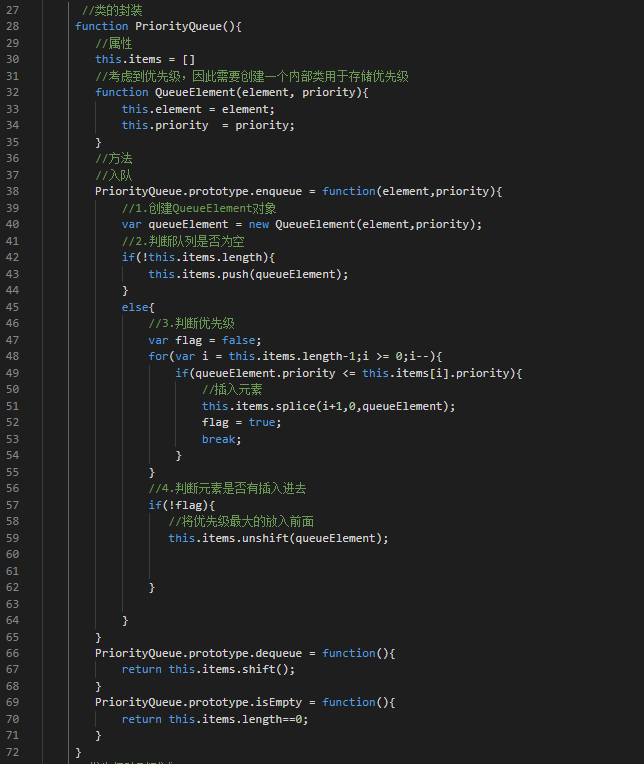 27 //类的封装
28 function PriorityQueue(){
29 //属性
30 this.items = []
31 //考虑到优先级，因此需要创建一个内部类用于存储优先级
32 function QueueElement(element, priority){
33 this.element = element;
34 this.priority  = priority;
35 }
36 //方法
37 //入队
38 PriorityQueue.prototype.enqueue = function(element,priority){
39 //1.创建QueueElement对象
40 var queueElement = new QueueElement(element,priority);
41 //2.判断队列是否为空
42 if(!this.items.length){
43 this.items.push(queueElement);
44 }
45 else{
46 //3.判断优先级
47 var flag = false;
48 for(var i = this.items.length-1;i >= 0;i--){
49 if(queueElement.priority <= this.items[i].priority){
50 //插入元素
51 this.items.splice(i+1,0,queueElement);
52 flag = true;
53 break;
54 }
55 }
56 //4.判断元素是否有插入进去
57 if(!flag){
58 //将优先级最大的放入前面
59 this.items.unshift(queueElement);
60
61
62 }
63
64 }
65 }
66 PriorityQueue.prototype.dequeue = function(){
67 return this.items.shift();
68 }
69 PriorityQueue.prototype.isEmpty = function(){
70 return this.items.length==0;
71 }
72 }